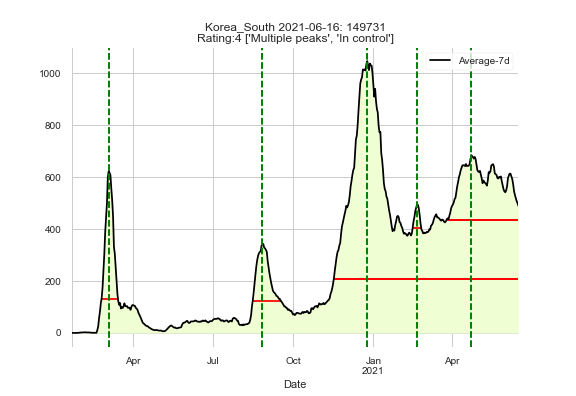 Korea_South 2021-06-16: 149731
Rating:4 ['Multiple peaks', 'In control']
Average-7d
1000
800
600
400
200
0
Apr
Jul
Oct
Jan
2021
Apr
Date